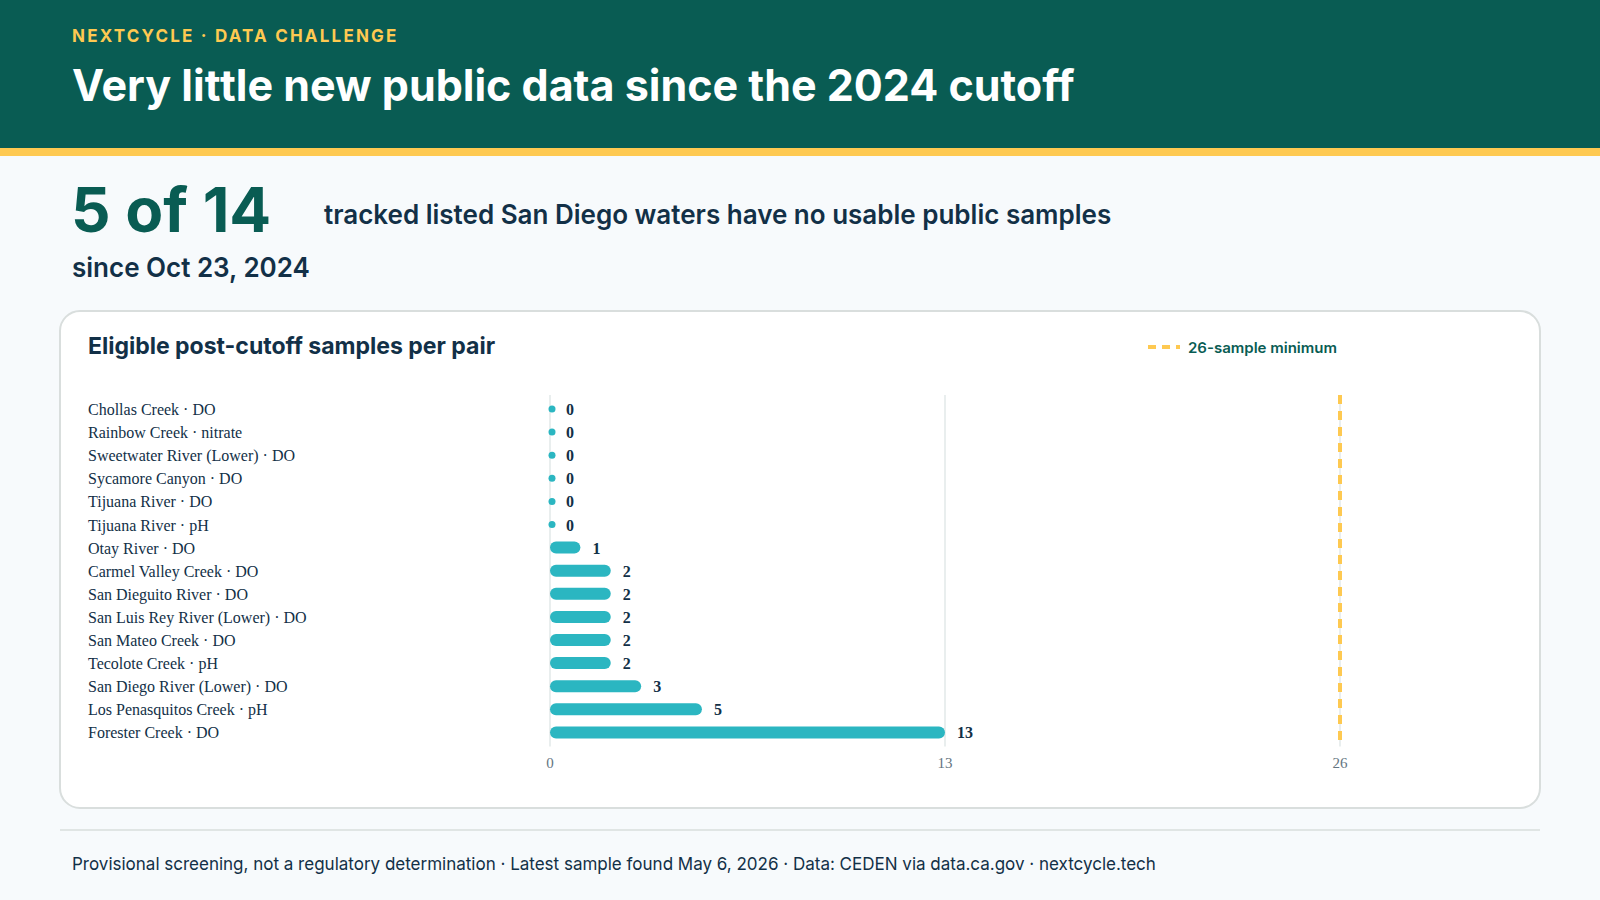 NEXTCYCLE · DATA CHALLENGE
Very little new public data since the 2024 cutoff
5 of 14 tracked listed San Diego waters have no usable public samples
since Oct 23, 2024
Eligible post-cutoff samples per pair
26-sample minimum
Chollas Creek · DO 0
Rainbow Creek · nitrate 0
Sweetwater River (Lower) · DO 0
Sycamore Canyon · DO 0
Tijuana River · DO 0
Tijuana River · pH 0
Otay River · DO 1
Carmel Valley Creek · DO 2
San Dieguito River · DO 2
San Luis Rey River (Lower) · DO 2
San Mateo Creek · DO 2
Tecolote Creek · pH 2
San Diego River (Lower) · DO 3
Los Penasquitos Creek · pH 5
Forester Creek · DO 13
0 13 26
Provisional screening, not a regulatory determination · Latest sample found May 6, 2026 · Data: CEDEN via data.ca.gov · nextcycle.tech